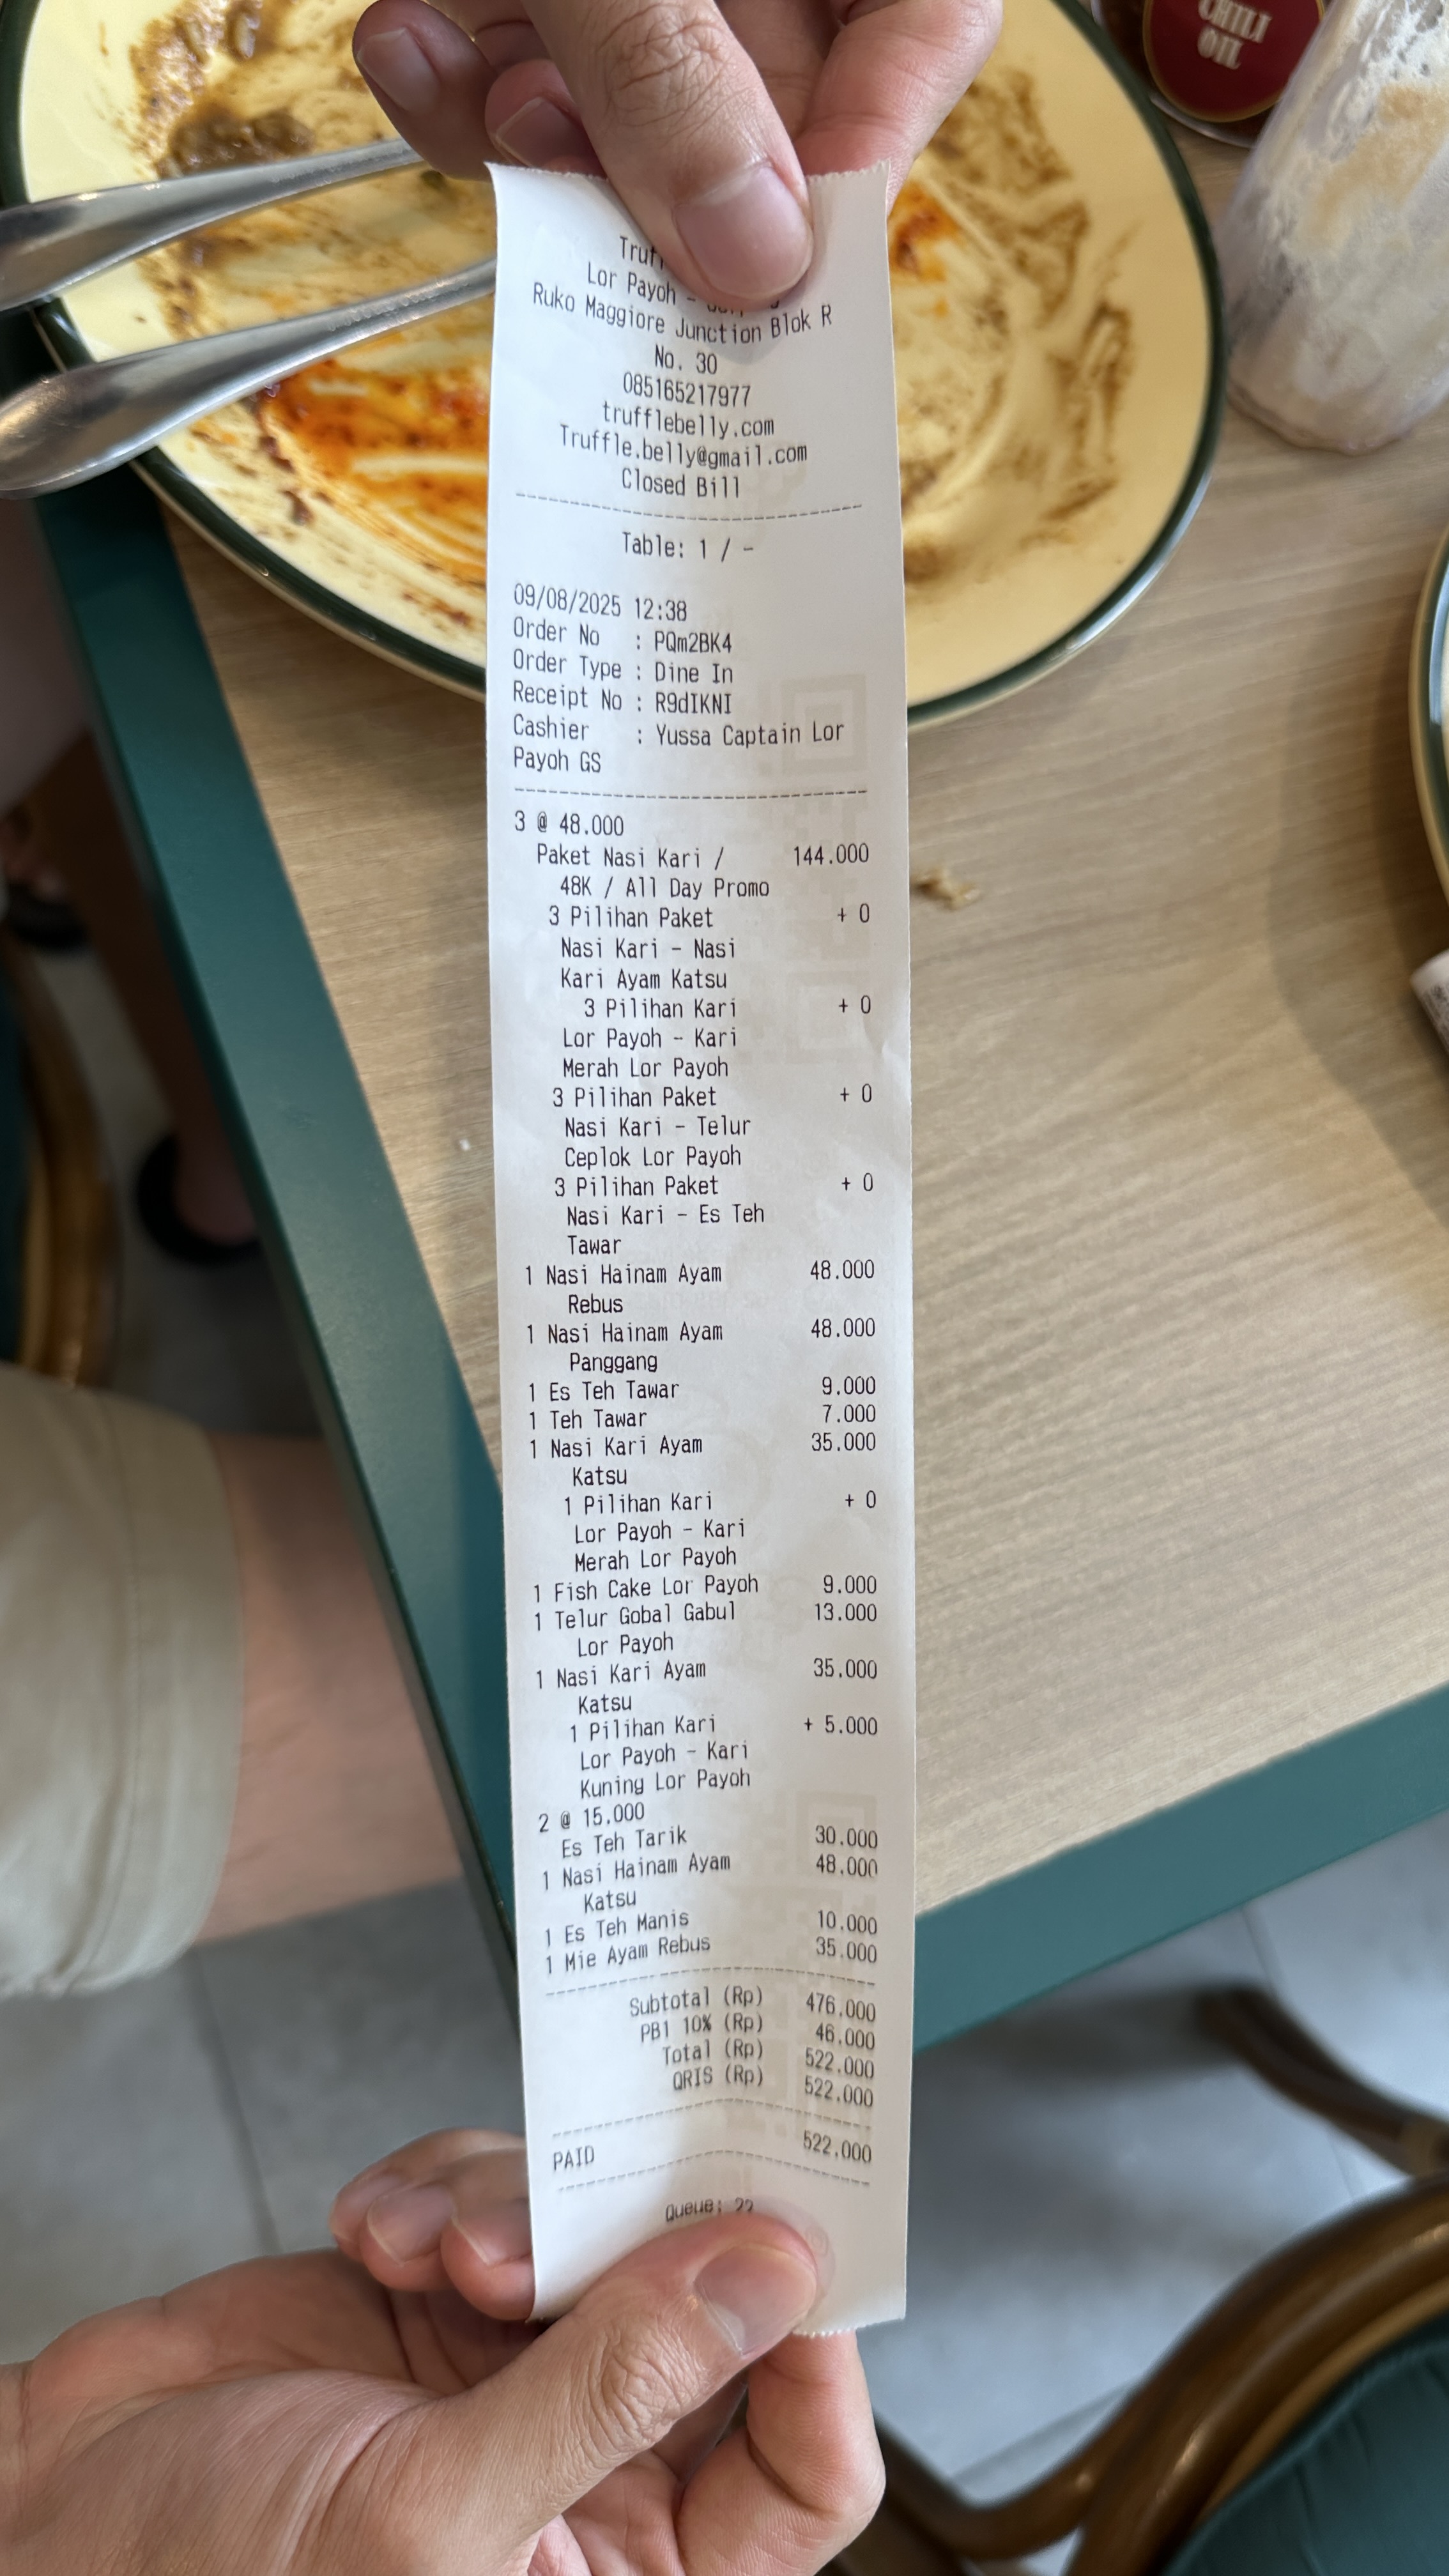 CHILI
OIL
Lor Payoh -
Ruko Maggiore Junction Blok R
No. 30
085165217977
trufflebelly.com
Truffle.belly@gmail.com
Closed Bill
Table: 1 / -
09/08/2025 12:38
Order No : PQm2BK4
Order Type : Dine In
Receipt No : R9dIKNI
Cashier : Yussa Captain Lor
Payoh GS
3 @ 48.000
Paket Nasi Kari / 144.000
48K / All Day Promo
3 Pilihan Paket + 0
Nasi Kari - Nasi
Kari Ayam Katsu
3 Pilihan Kari + 0
Lor Payoh - Kari
Merah Lor Payoh
3 Pilihan Paket + 0
Nasi Kari - Telur
Ceplok Lor Payoh
3 Pilihan Paket + 0
Nasi Kari - Es Teh
Tawar
1 Nasi Hainam Ayam 48.000
Rebus
1 Nasi Hainam Ayam 48.000
Panggang
1 Es Teh Tawar 9.000
1 Teh Tawar 7.000
1 Nasi Kari Ayam 35.000
Katsu
1 Pilihan Kari + 0
Lor Payoh - Kari
Merah Lor Payoh
1 Fish Cake Lor Payoh 9.000
1 Telur Gobal Gabul 13.000
Lor Payoh
1 Nasi Kari Ayam 35.000
Katsu
1 Pilihan Kari + 5.000
Lor Payoh - Kari
Kuning Lor Payoh
2 @ 15.000
Es Teh Tarik 30.000
1 Nasi Hainam Ayam 48.000
Katsu
1 Es Teh Manis 10.000
1 Mie Ayam Rebus 35.000
Subtotal (Rp) 476.000
PB1 10% (Rp) 46.000
Total (Rp) 522.000
QRIS (Rp) 522.000
PAID 522.000
Queue: 22